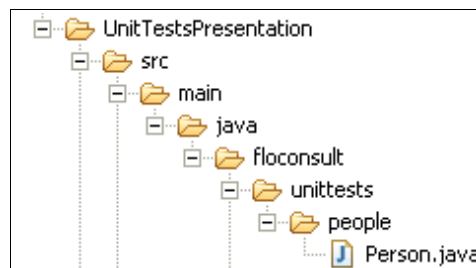 UnitTestsPresentation
src
main
java
floconsult
unittests
people
Person.java